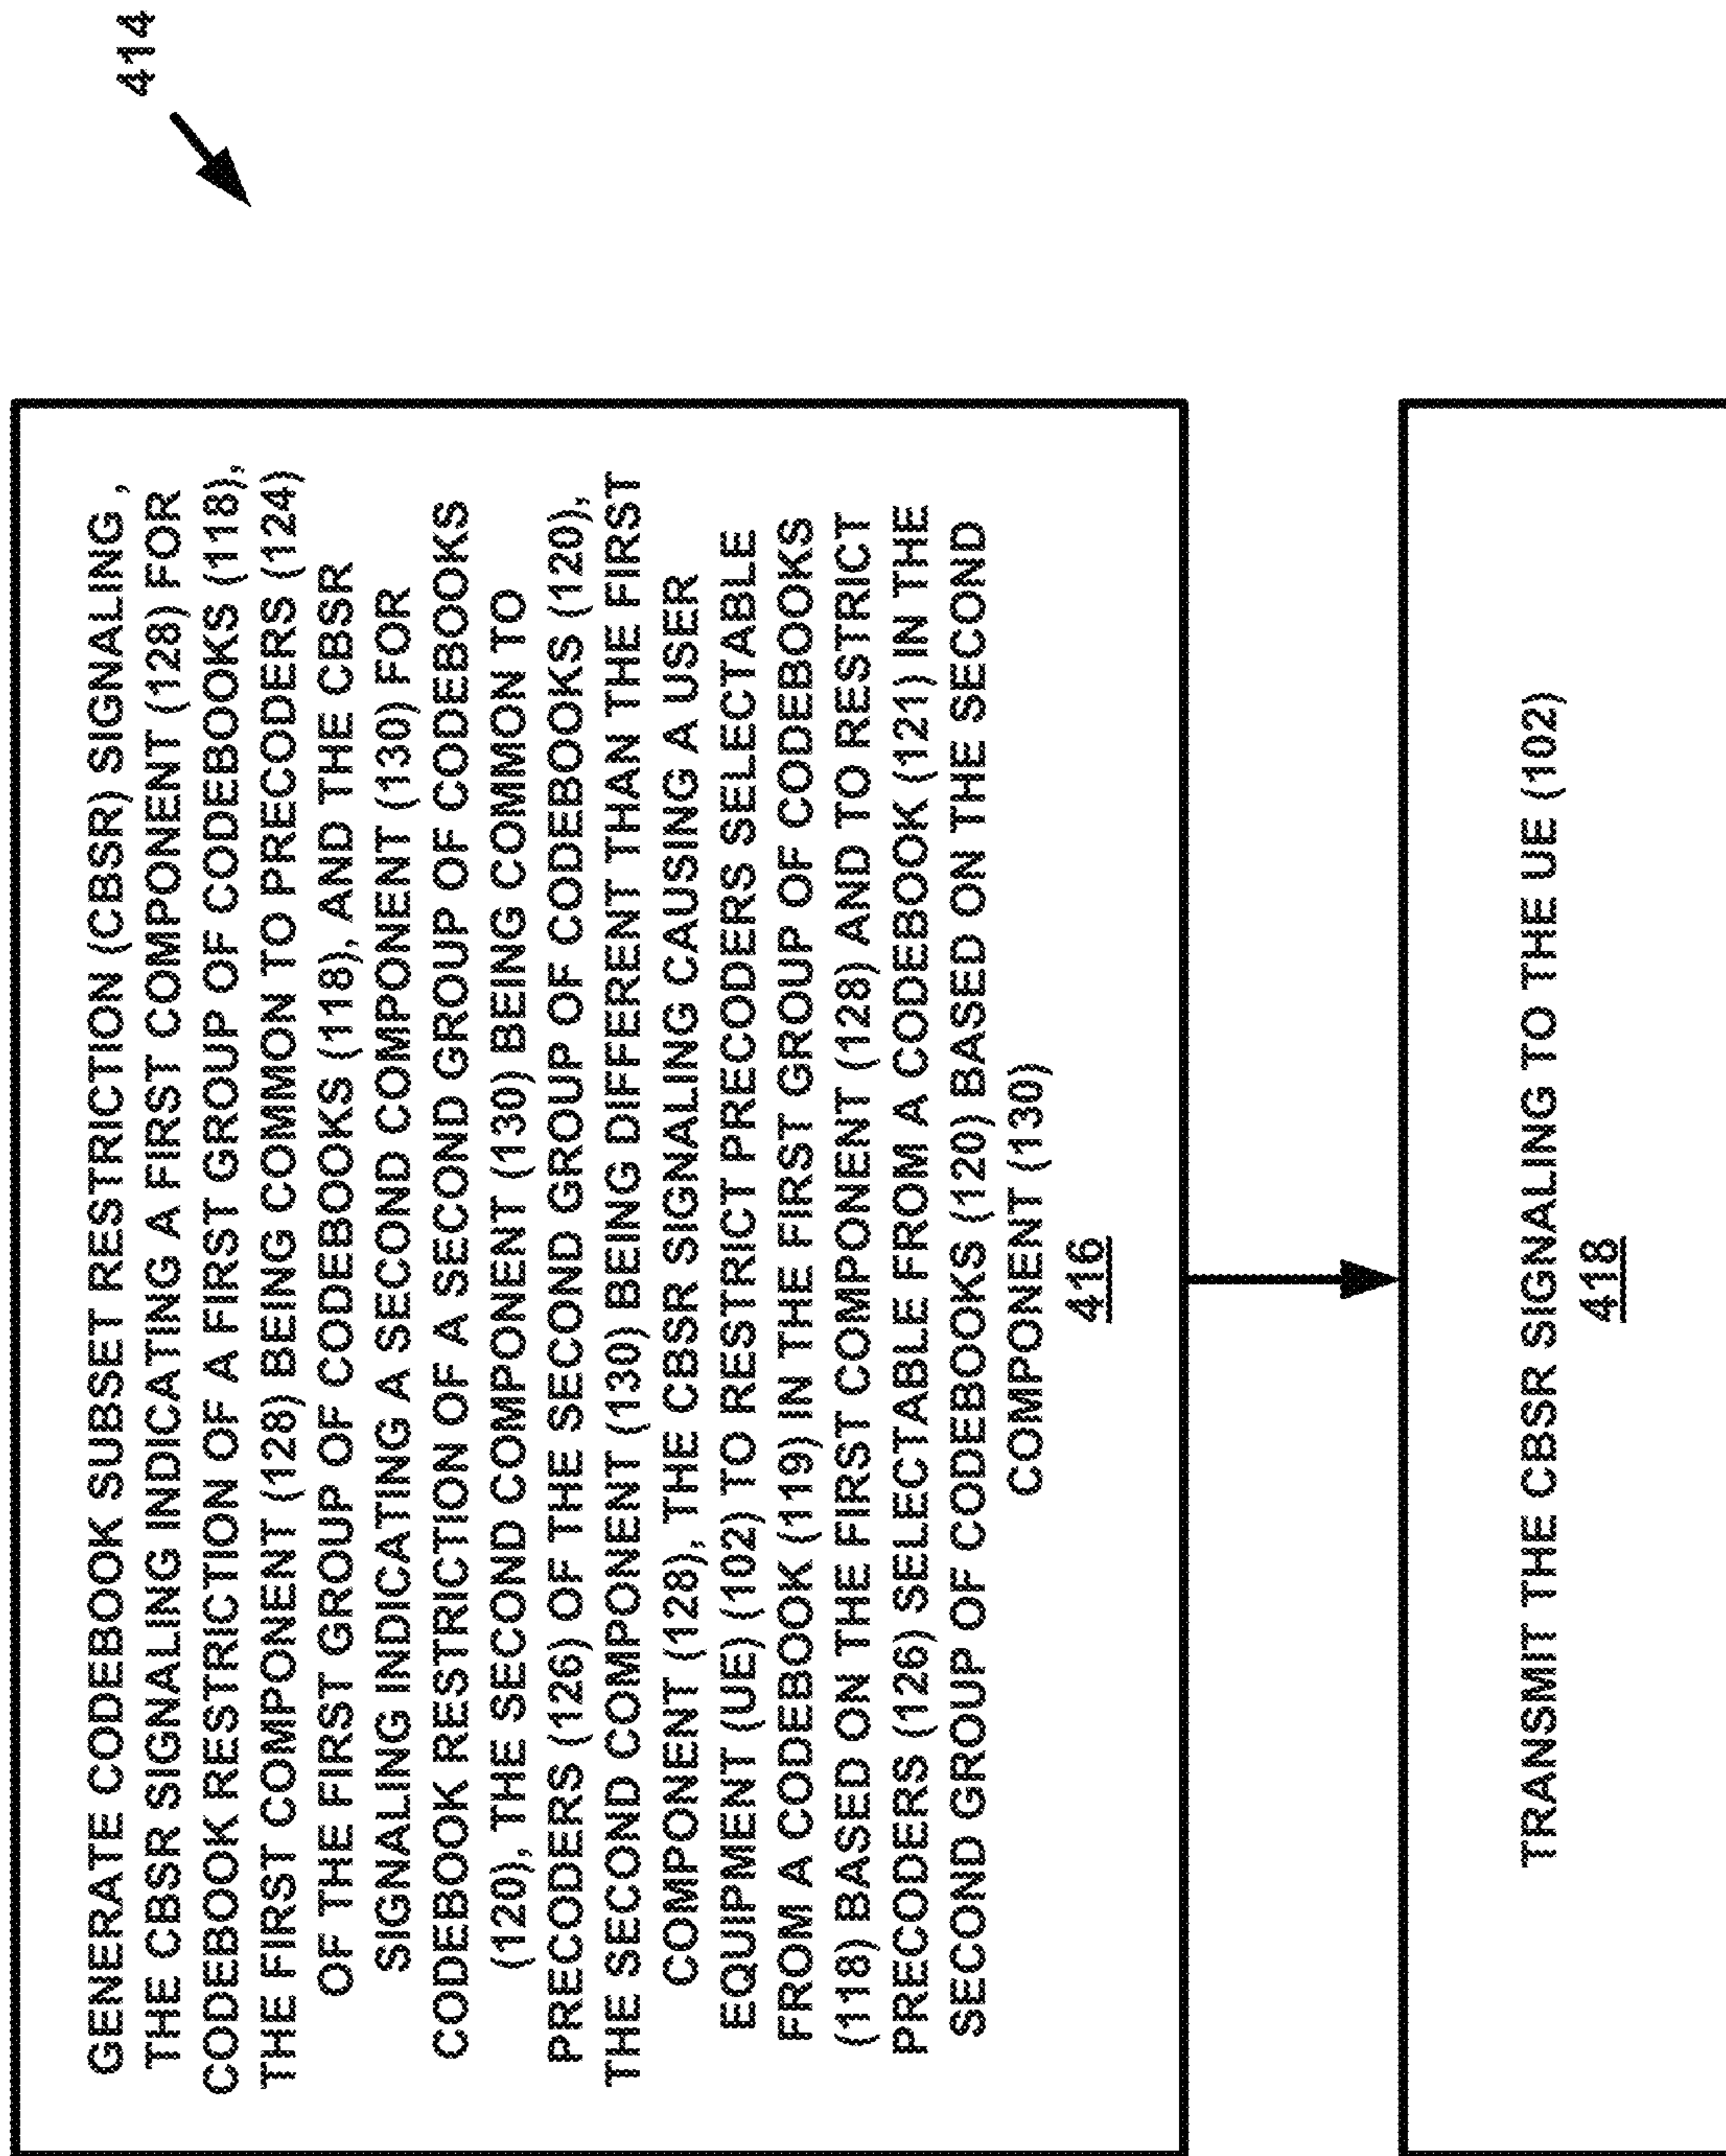 414
GENERATE CODEBOOK SUBSET RESTRICTION (CBSR) SIGNALING ,
THE CBSR SIGNALING INDICATING A FIRST COMPONENT (128) FOR
CODEBOOK RESTRICTION OF A FIRST GROUP OF CODEBOOKS (118),
THE FIRST COMPONENT (128) BEING COMMON TO PRECODERS (124)
OF THE FIRST GROUP OF CODEBOOKS (118), AND THE CBSR
SIGNALING INDICATING A SECOND COMPONENT (130) FOR
CODEBOOK RESTRICTION OF A SECOND GROUP OF CODEBOOKS
(120), THE SECOND COMPONENT (130) BEING COMMON TO
PRECODERS (126) OF THE SECOND GROUP OF CODEBOOKS (120),
THE SECOND COMPONENT (130) BEING DIFFERENT THAN THE FIRST
COMPONENT (128), THE CBSR SIGNALING CAUSING A USER
EQUIPMENT (UE) (102) TO RESTRICT PRECODERS SELECTABLE
FROM A CODEBOOK (119) IN THE FIRST GROUP OF CODEBOOKS
(118) BASED ON THE FIRST COMPONENT (128) AND TO RESTRICT
PRECODERS (126) SELECTABLE FROM A CODEBOOK (121) IN THE
SECOND GROUP OF CODEBOOKS (120) BASED ON THE SECOND
COMPONENT (130)
416
TRANSMIT THE CBSR SIGNALING TO THE UE (102)
418